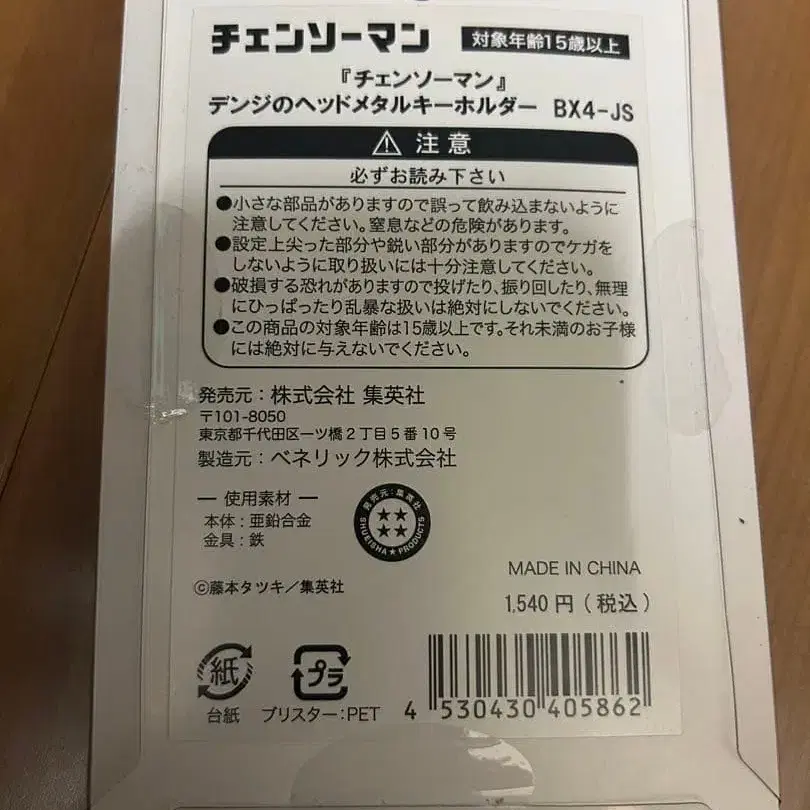 チェンソーマン 対象年齢15歳以上
『チェンソーマン』
デンジのヘッドメタルキーホルダー BX4-JS
注意
必ずお読み下さい
●小さな部品がありますので誤って飲み込まないように
注意してください。窒息などの危険があります。
●設定上尖った部分や鋭い部分がありますのでケガを
しないように取り扱いには十分注意してください。
●破損する恐れがありますので投げたり、振り回したり、無理
にひっぱったり乱暴な扱いは絶対にしないでください。
●この商品の対象年齢は15歳以上です。それ未満のお子様
には絶対に与えないでください。
発売元：株式会社 集英社
〒101-8050
東京都千代田区一ツ橋2丁目5番10号
製造元：ベネリック株式会社
― 使用素材 ―
本体：亜鉛合金
金具：鉄
発売元：集英社
SHUEISHA★PRODUCTS
©藤本タツキ／集英社
MADE IN CHINA
1,540円（税込）
紙 プラ
台紙 ブリスター：PET
4 530430 405862